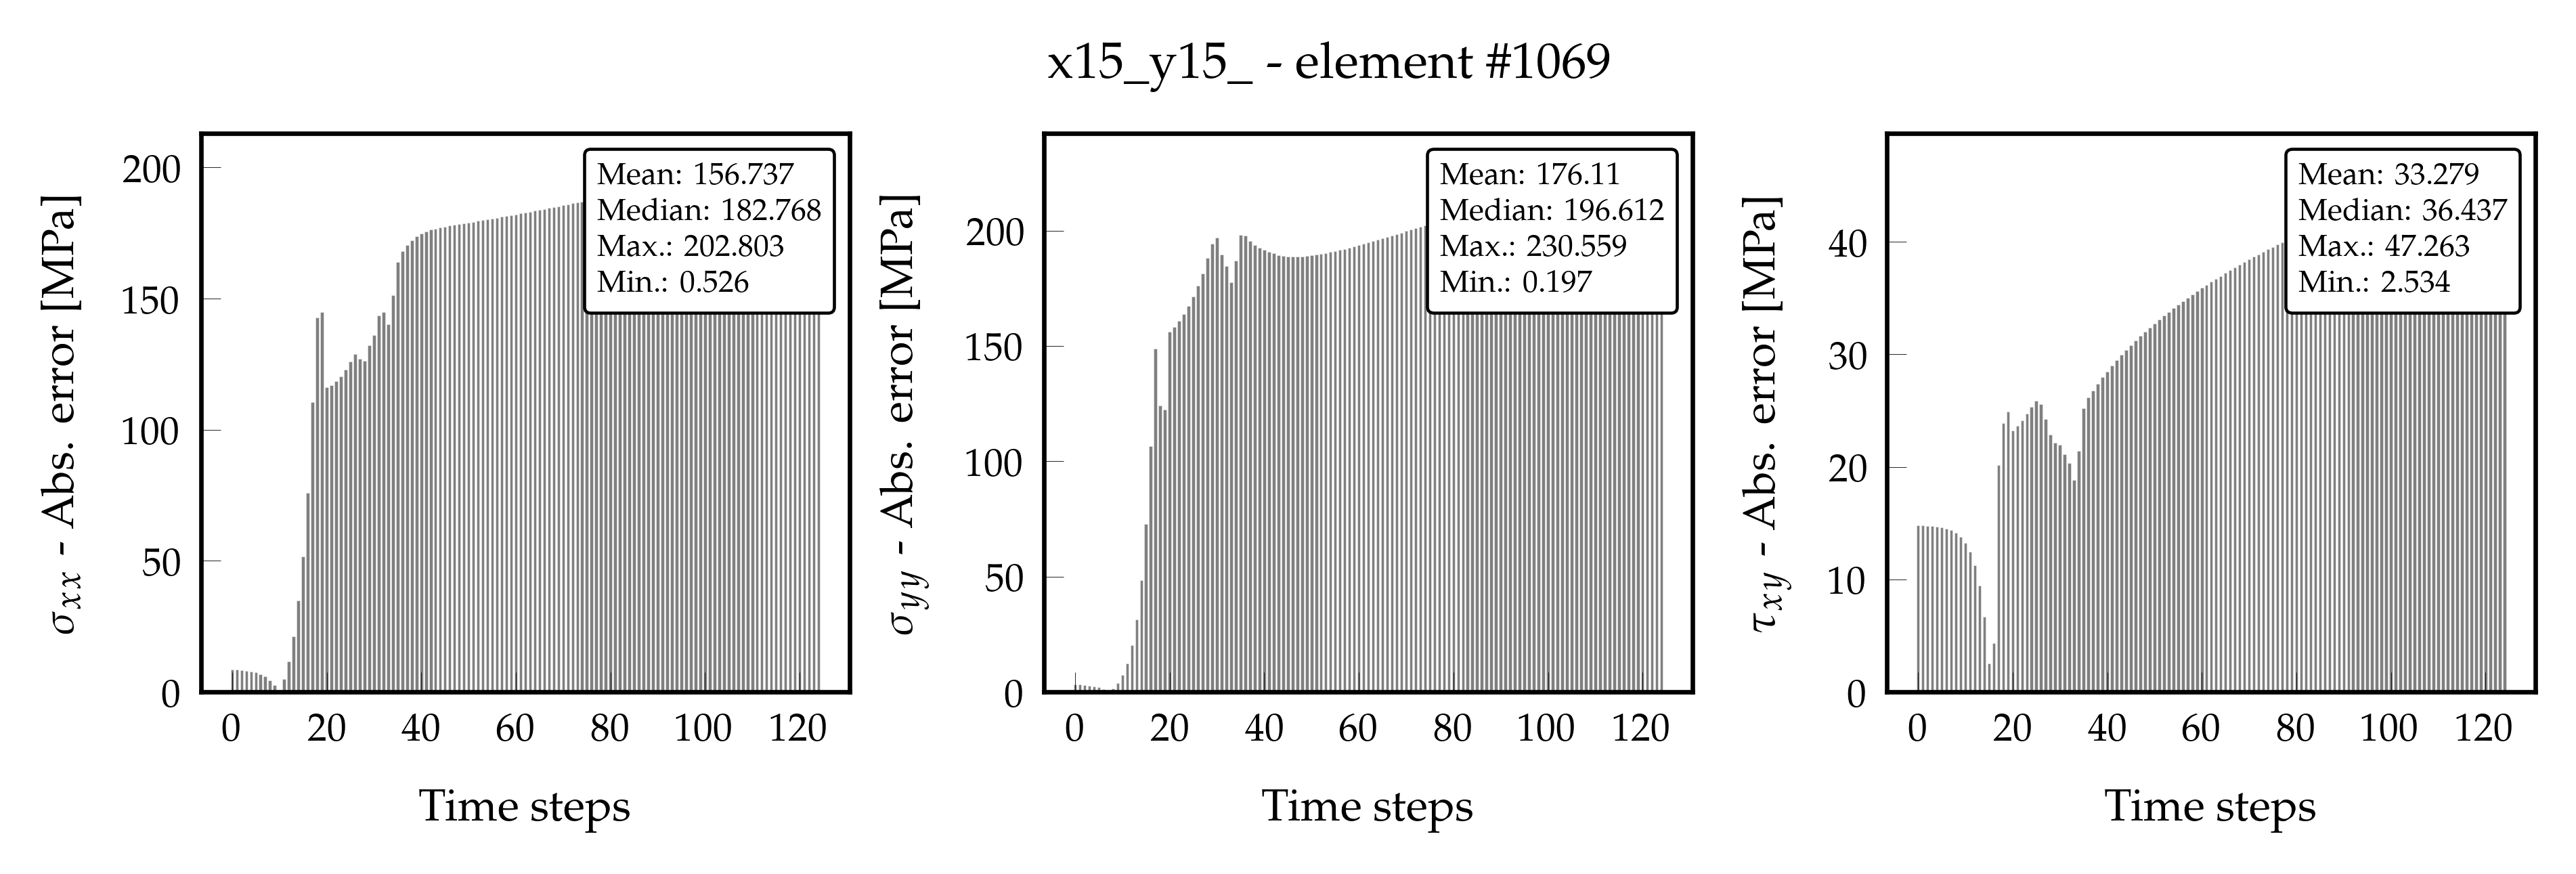 x15_y15_ - element #1069
σxx - Abs. error [MPa]
200
150
100
50
0
Mean: 156.737
Median: 182.768
Max.: 202.803
Min.: 0.526
0 20 40 60 80 100 120
Time steps
σyy - Abs. error [MPa]
200
150
100
50
0
Mean: 176.11
Median: 196.612
Max.: 230.559
Min.: 0.197
0 20 40 60 80 100 120
Time steps
τxy - Abs. error [MPa]
40
30
20
10
0
Mean: 33.279
Median: 36.437
Max.: 47.263
Min.: 2.534
0 20 40 60 80 100 120
Time steps